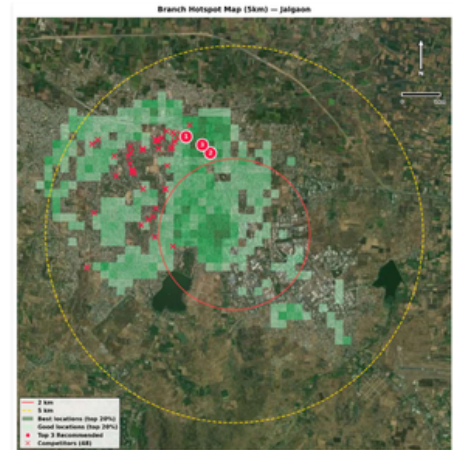 Branch Hotspot Map (5km) — Jalgaon
N
1
3
2
2 km
5 km
Best locations (top 20%)
Good locations (top 20%)
Top 3 Recommended
Competitors (68)